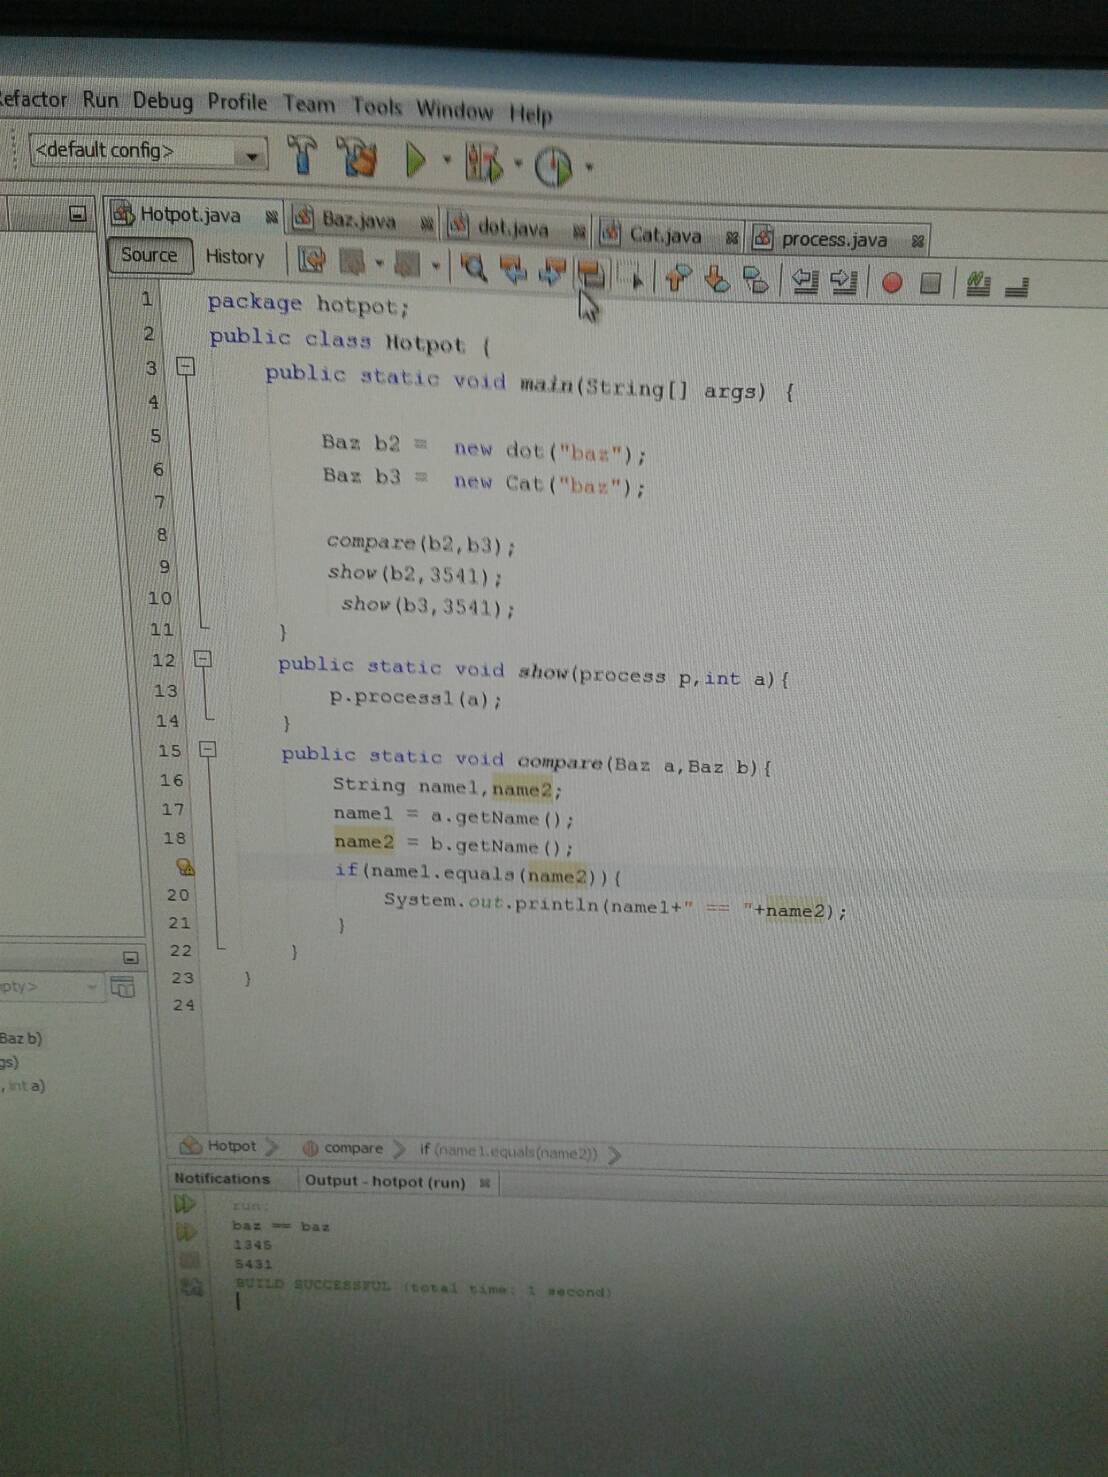 Refactor Run Debug Profile Team Tools Window Help
<default config>
Hotpot.java Baz.java dot.java Cat.java process.java
Source History
1 package hotpot;
2 public class Hotpot {
3 public static void main(String[] args) {
4
5 Baz b2 = new dot("baz");
6 Baz b3 = new Cat("baz");
7
8 compare(b2,b3);
9 show(b2,3541);
10 show(b3,3541);
11 }
12 public static void show(process p,int a){
13 p.process1(a);
14 }
15 public static void compare(Baz a,Baz b){
16 String name1,name2;
17 name1 = a.getName();
18 name2 = b.getName();
if(name1.equals(name2)){
20 System.out.println(name1+" == "+name2);
21 }
22 }
23 }
24
pty>
Baz b)
gs)
, int a)
Hotpot compare if (name1.equals(name2))
Notifications Output - hotpot (run)
run:
baz == baz
1345
5431
BUILD SUCCESSFUL (total time: 1 second)